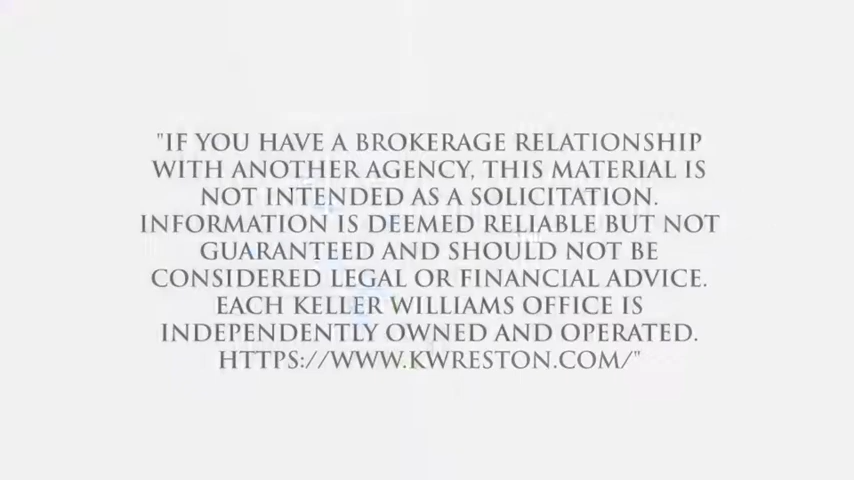 "IF YOU HAVE A BROKERAGE RELATIONSHIP
WITH ANOTHER AGENCY, THIS MATERIAL IS
NOT INTENDED AS A SOLICITATION.
INFORMATION IS DEEMED RELIABLE BUT NOT
GUARANTEED AND SHOULD NOT BE
CONSIDERED LEGAL OR FINANCIAL ADVICE.
EACH KELLER WILLIAMS OFFICE IS
INDEPENDENTLY OWNED AND OPERATED.
HTTPS://WWW.KWRESTON.COM/"